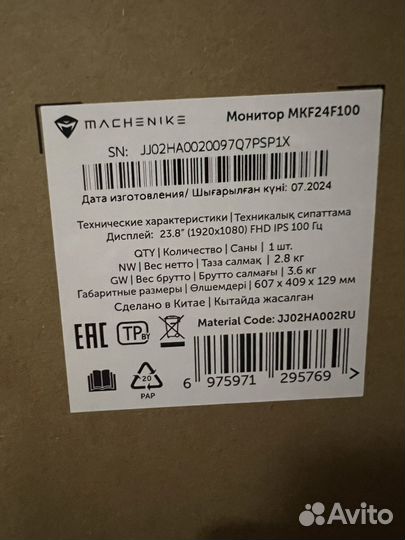 MACHENIKE
Монитор MKF24F100
SN: JJ02HA0020097Q7PSP1X
Дата изготовления/ Шығарылған күні: 07.2024
Технические характеристики | Техникалық сипаттама
Дисплей: 23.8" (1920x1080) FHD IPS 100 Гц
QTY | Количество | Саны | 1 шт.
NW | Вес нетто | Таза салмақ | 2.8 кг
GW | Вес брутто | Брутто салмағы | 3.6 кг
Габаритные размеры | Өлшемдері | 607 x 409 x 129 мм
Сделано в Китае | Қытайда жасалған
Material Code: JJ02HA002RU
EAC TP BY
20
PAP
6 975971 295769 >
Avito